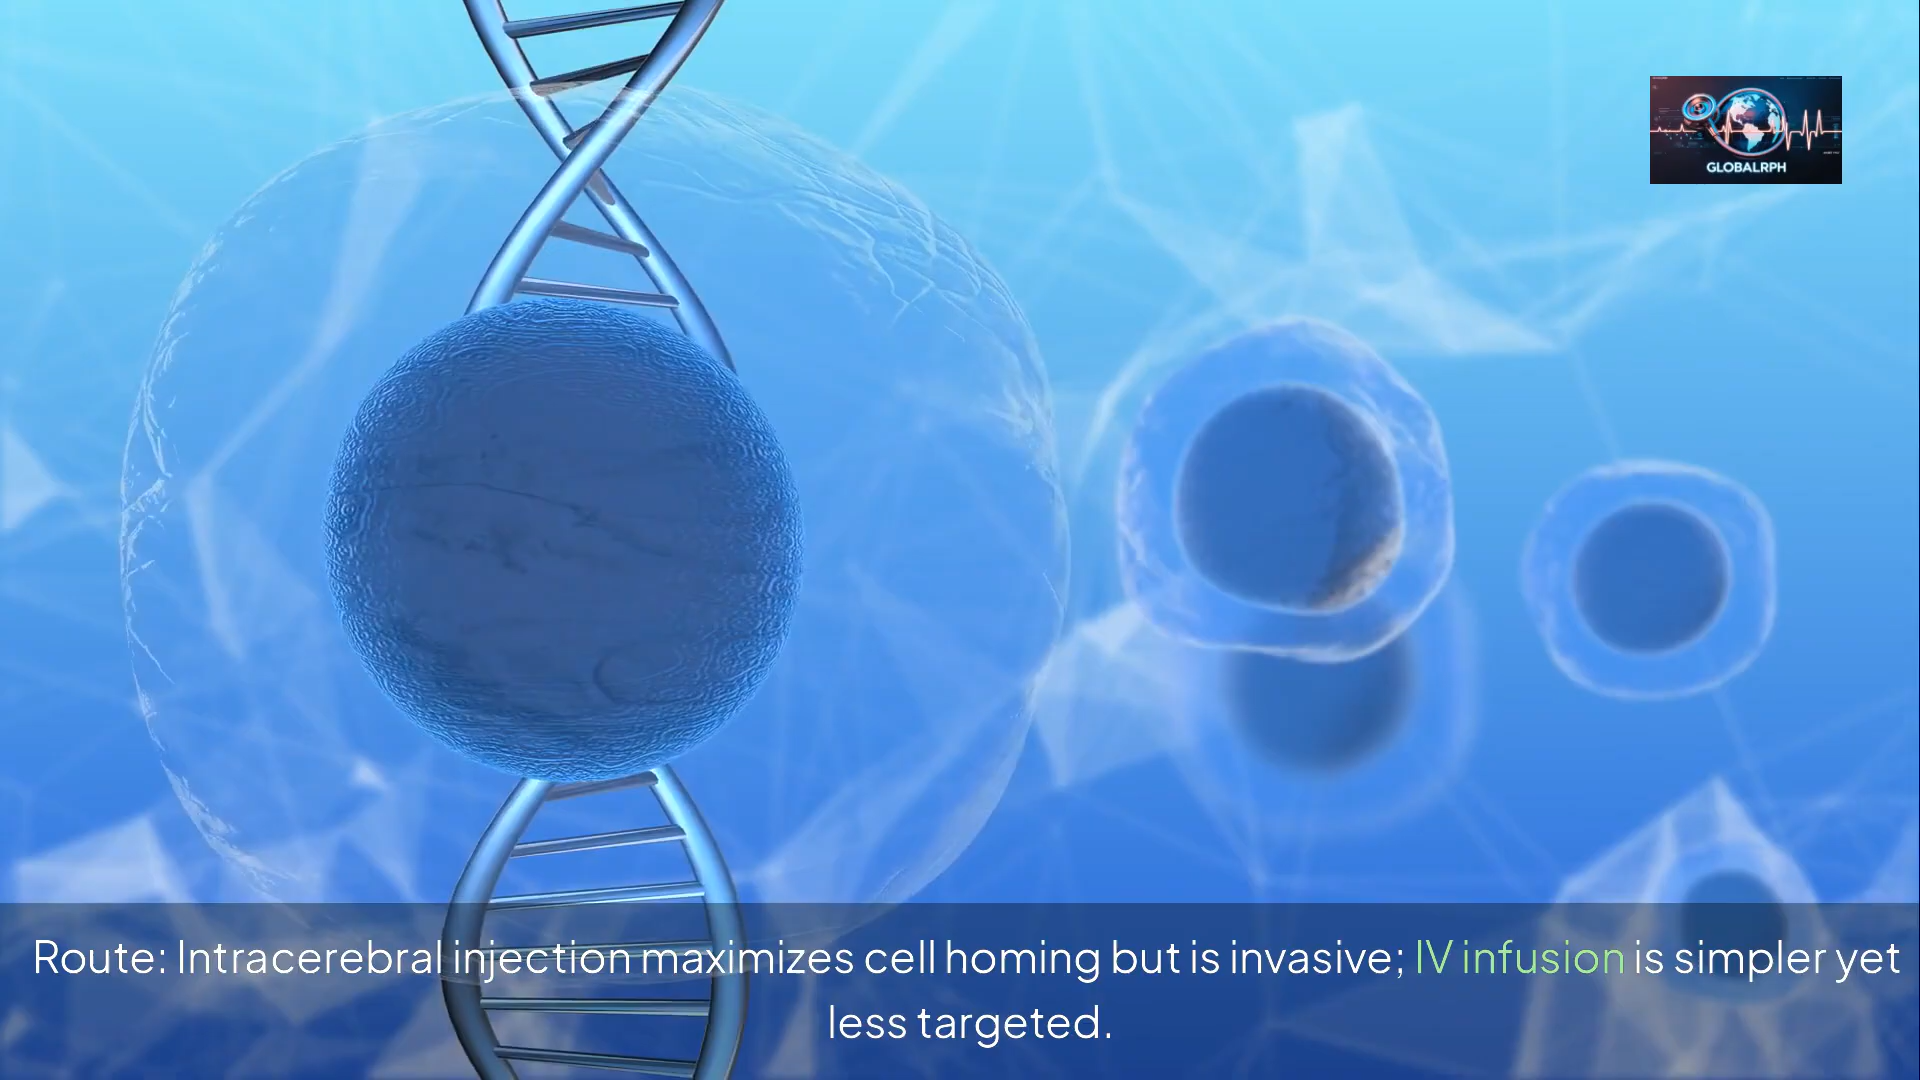 GLOBALRPH
Route: Intracerebral injection maximizes cell homing but is invasive; IV infusion is simpler yet
less targeted.